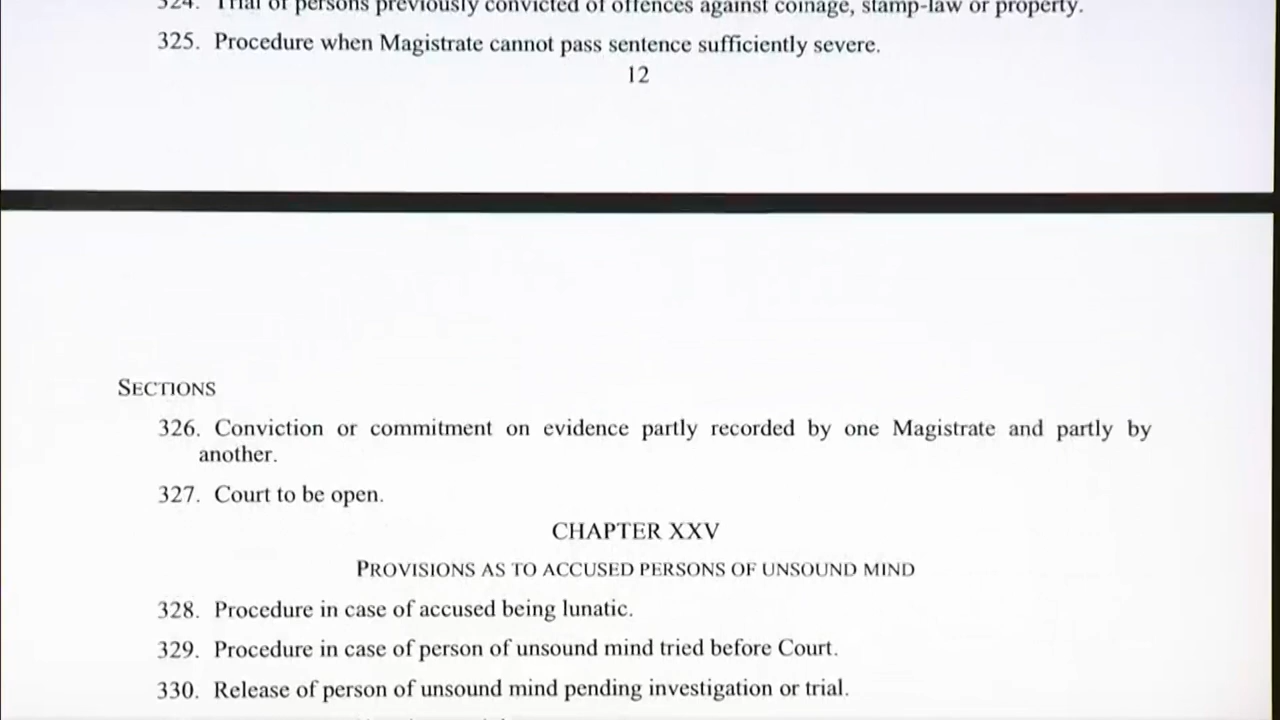 324. Trial of persons previously convicted of offences against coinage, stamp-law or property.
325. Procedure when Magistrate cannot pass sentence sufficiently severe.
12
SECTIONS
326. Conviction or commitment on evidence partly recorded by one Magistrate and partly by
another.
327. Court to be open.
CHAPTER XXV
PROVISIONS AS TO ACCUSED PERSONS OF UNSOUND MIND
328. Procedure in case of accused being lunatic.
329. Procedure in case of person of unsound mind tried before Court.
330. Release of person of unsound mind pending investigation or trial.